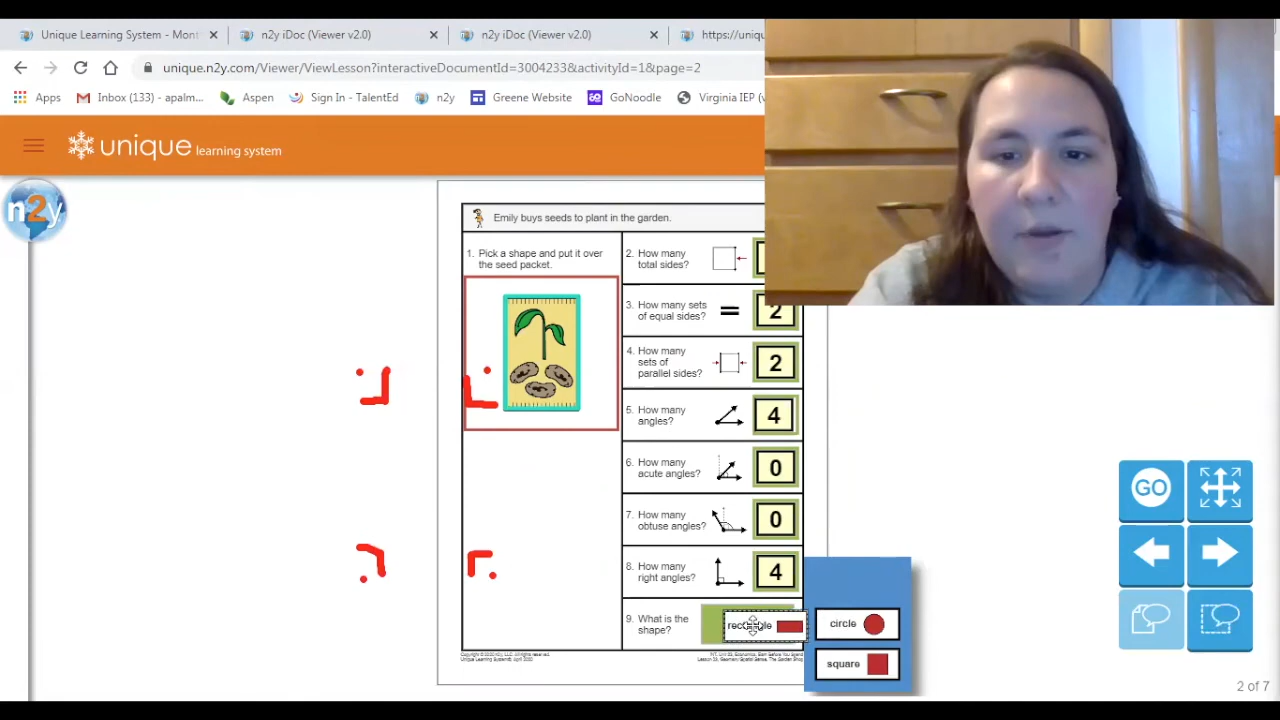 Unique Learning System - Mon
n2y iDoc (Viewer v2.0)
n2y iDoc (Viewer v2.0)
https://uniqu
unique.n2y.com/Viewer/ViewLesson?interactiveDocumentId=3004233&activityId=1&page=2
Apps
Inbox (133) - apalm...
Aspen
Sign In - TalentEd
n2y
Greene Website
GoNoodle
Virginia IEP
unique learning system
n2y
Emily buys seeds to plant in the garden.
1. Pick a shape and put it over
the seed packet.
2. How many
total sides?
3. How many sets
of equal sides?
=
2
4. How many
sets of
parallel sides?
2
5. How many
angles?
4
6. How many
acute angles?
0
7. How many
obtuse angles?
0
8. How many
right angles?
4
9. What is the
shape?
circle
square
GO
2 of 7